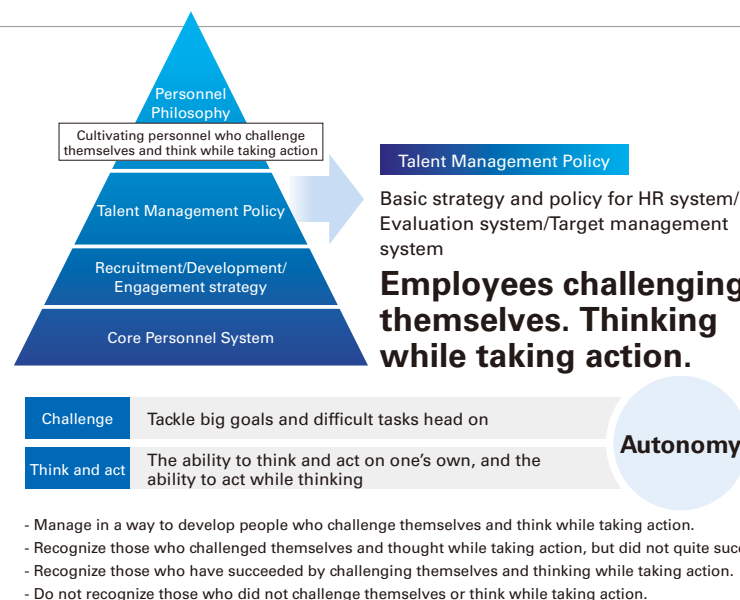 Personnel
Philosophy
Cultivating personnel who challenge
themselves and think while taking action
Talent Management Policy
Recruitment/Development/
Engagement strategy
Core Personnel System
Talent Management Policy
Basic strategy and policy for HR system/
Evaluation system/Target management
system
Employees challenging
themselves. Thinking
while taking action.
Challenge
Tackle big goals and difficult tasks head on
Think and act
The ability to think and act on one's own, and the
ability to act while thinking
Autonomy
- Manage in a way to develop people who challenge themselves and think while taking action.
- Recognize those who challenged themselves and thought while taking action, but did not quite
- Recognize those who have succeeded by challenging themselves and thinking while taking action.
- Do not recognize those who did not challenge themselves or think while taking action.